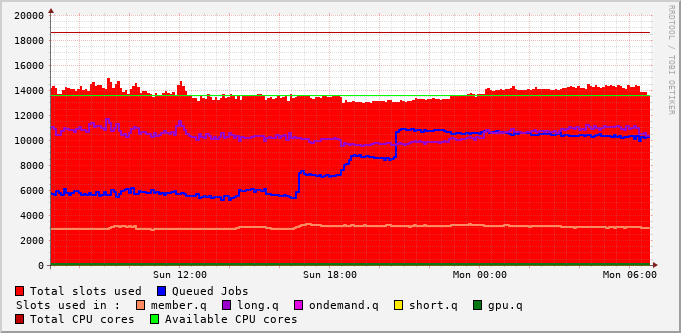 20000
18000
16000
14000
12000
10000
8000
6000
4000
2000
0
Sun 12:00 Sun 18:00 Mon 00:00 Mon 06:00
RRDTOOL / TOBI OETIKER
Total slots used Queued Jobs
Slots used in : member.q long.q ondemand.q short.q gpu.q
Total CPU cores Available CPU cores